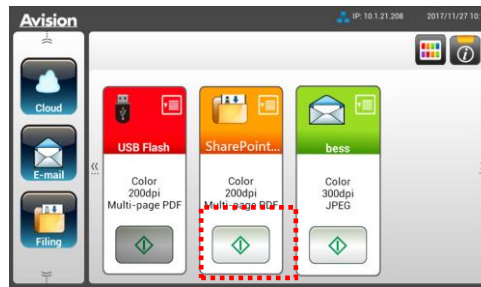 Avision
IP: 10.1.21.208 2017/11/27 10:
Cloud
E-mail
Filing
USB Flash
Color
200dpi
Multi-page PDF
SharePoint...
Color
200dpi
Multi-page PDF
bess
Color
300dpi
JPEG